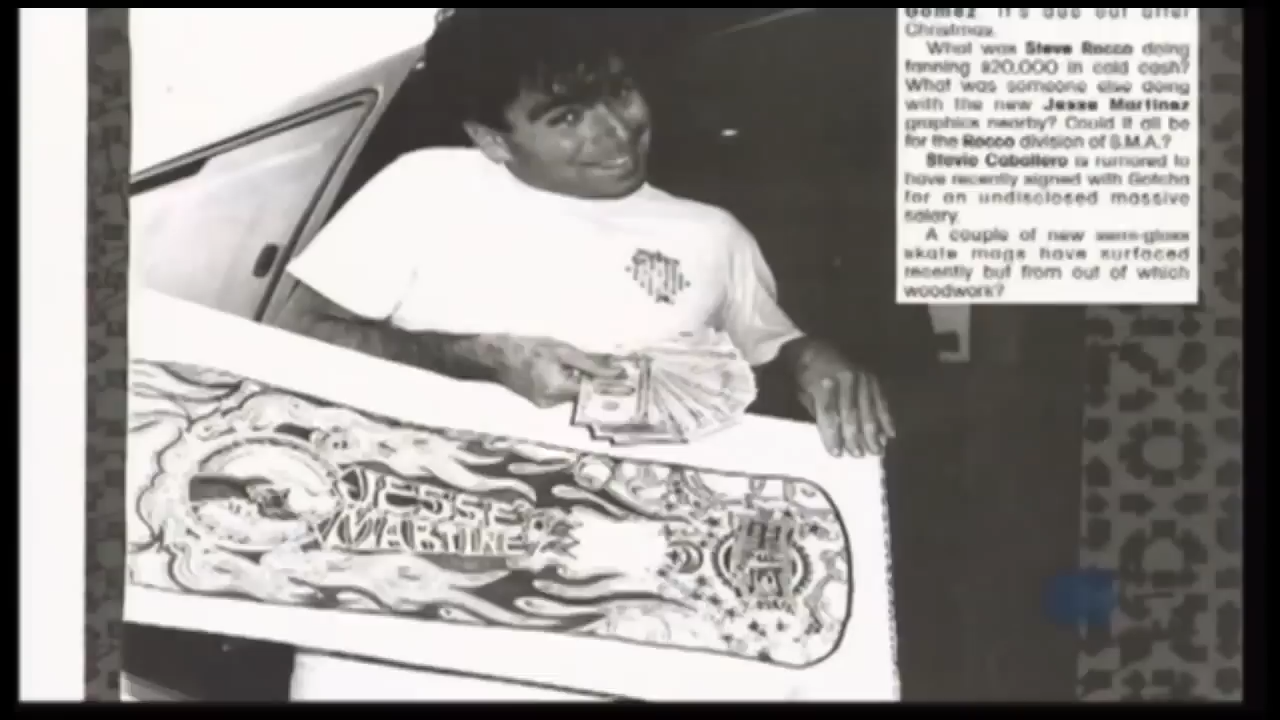 Gomez. It's due out after
Christmas.
What was Steve Rocco doing
fanning $20,000 in cold cash?
What was someone else doing
with the new Jesse Martinez
graphics nearby? Could it all be
for the Rocco division of S.M.A.?
Stevie Caballero is rumored to
have recently signed with Gotcha
for an undisclosed massive
salary.
A couple of new semi-gloss
skate mags have surfaced
recently but from out of which
woodwork?
JESSE
MARTINEZ